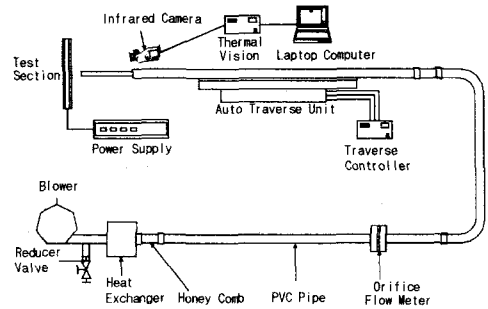 Infrared Camera
Thermal
Vision
Laptop Computer
Test
Section
Auto Traverse Unit
Power Supply
Traverse
Controller
Blower
Reducer
Valve
Heat
Exchanger
Honey Comb
PVC Pipe
Orifice
Flow Meter